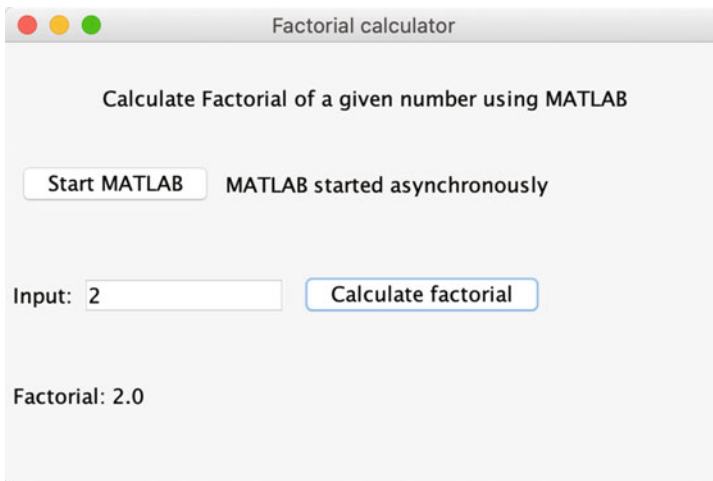 Factorial calculator
Calculate Factorial of a given number using MATLAB
Start MATLAB MATLAB started asynchronously
Input: 2 Calculate factorial
Factorial: 2.0